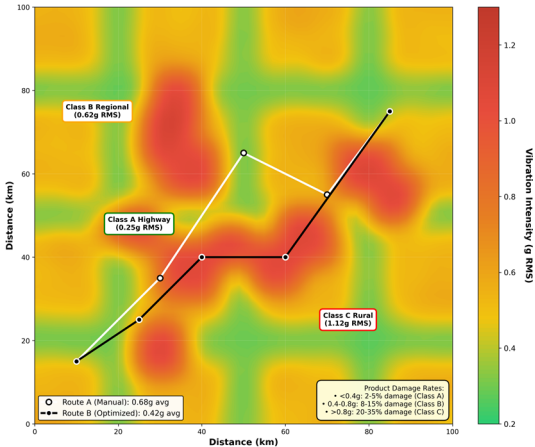 100
80
60
40
20
0
Distance (km)
0
20
40
60
80
100
Distance (km)
Class B Regional
(0.62g RMS)
Class A Highway
(0.25g RMS)
Class C Rural
(1.12g RMS)
Route A (Manual): 0.68g avg
Route B (Optimized): 0.42g avg
Product Damage Rates:
• <0.4g: 2-5% damage (Class A)
• 0.4-0.8g: 8-15% damage (Class B)
• >0.8g: 20-35% damage (Class C)
1.2
1.0
0.8
0.6
0.4
0.2
Vibration Intensity (g RMS)